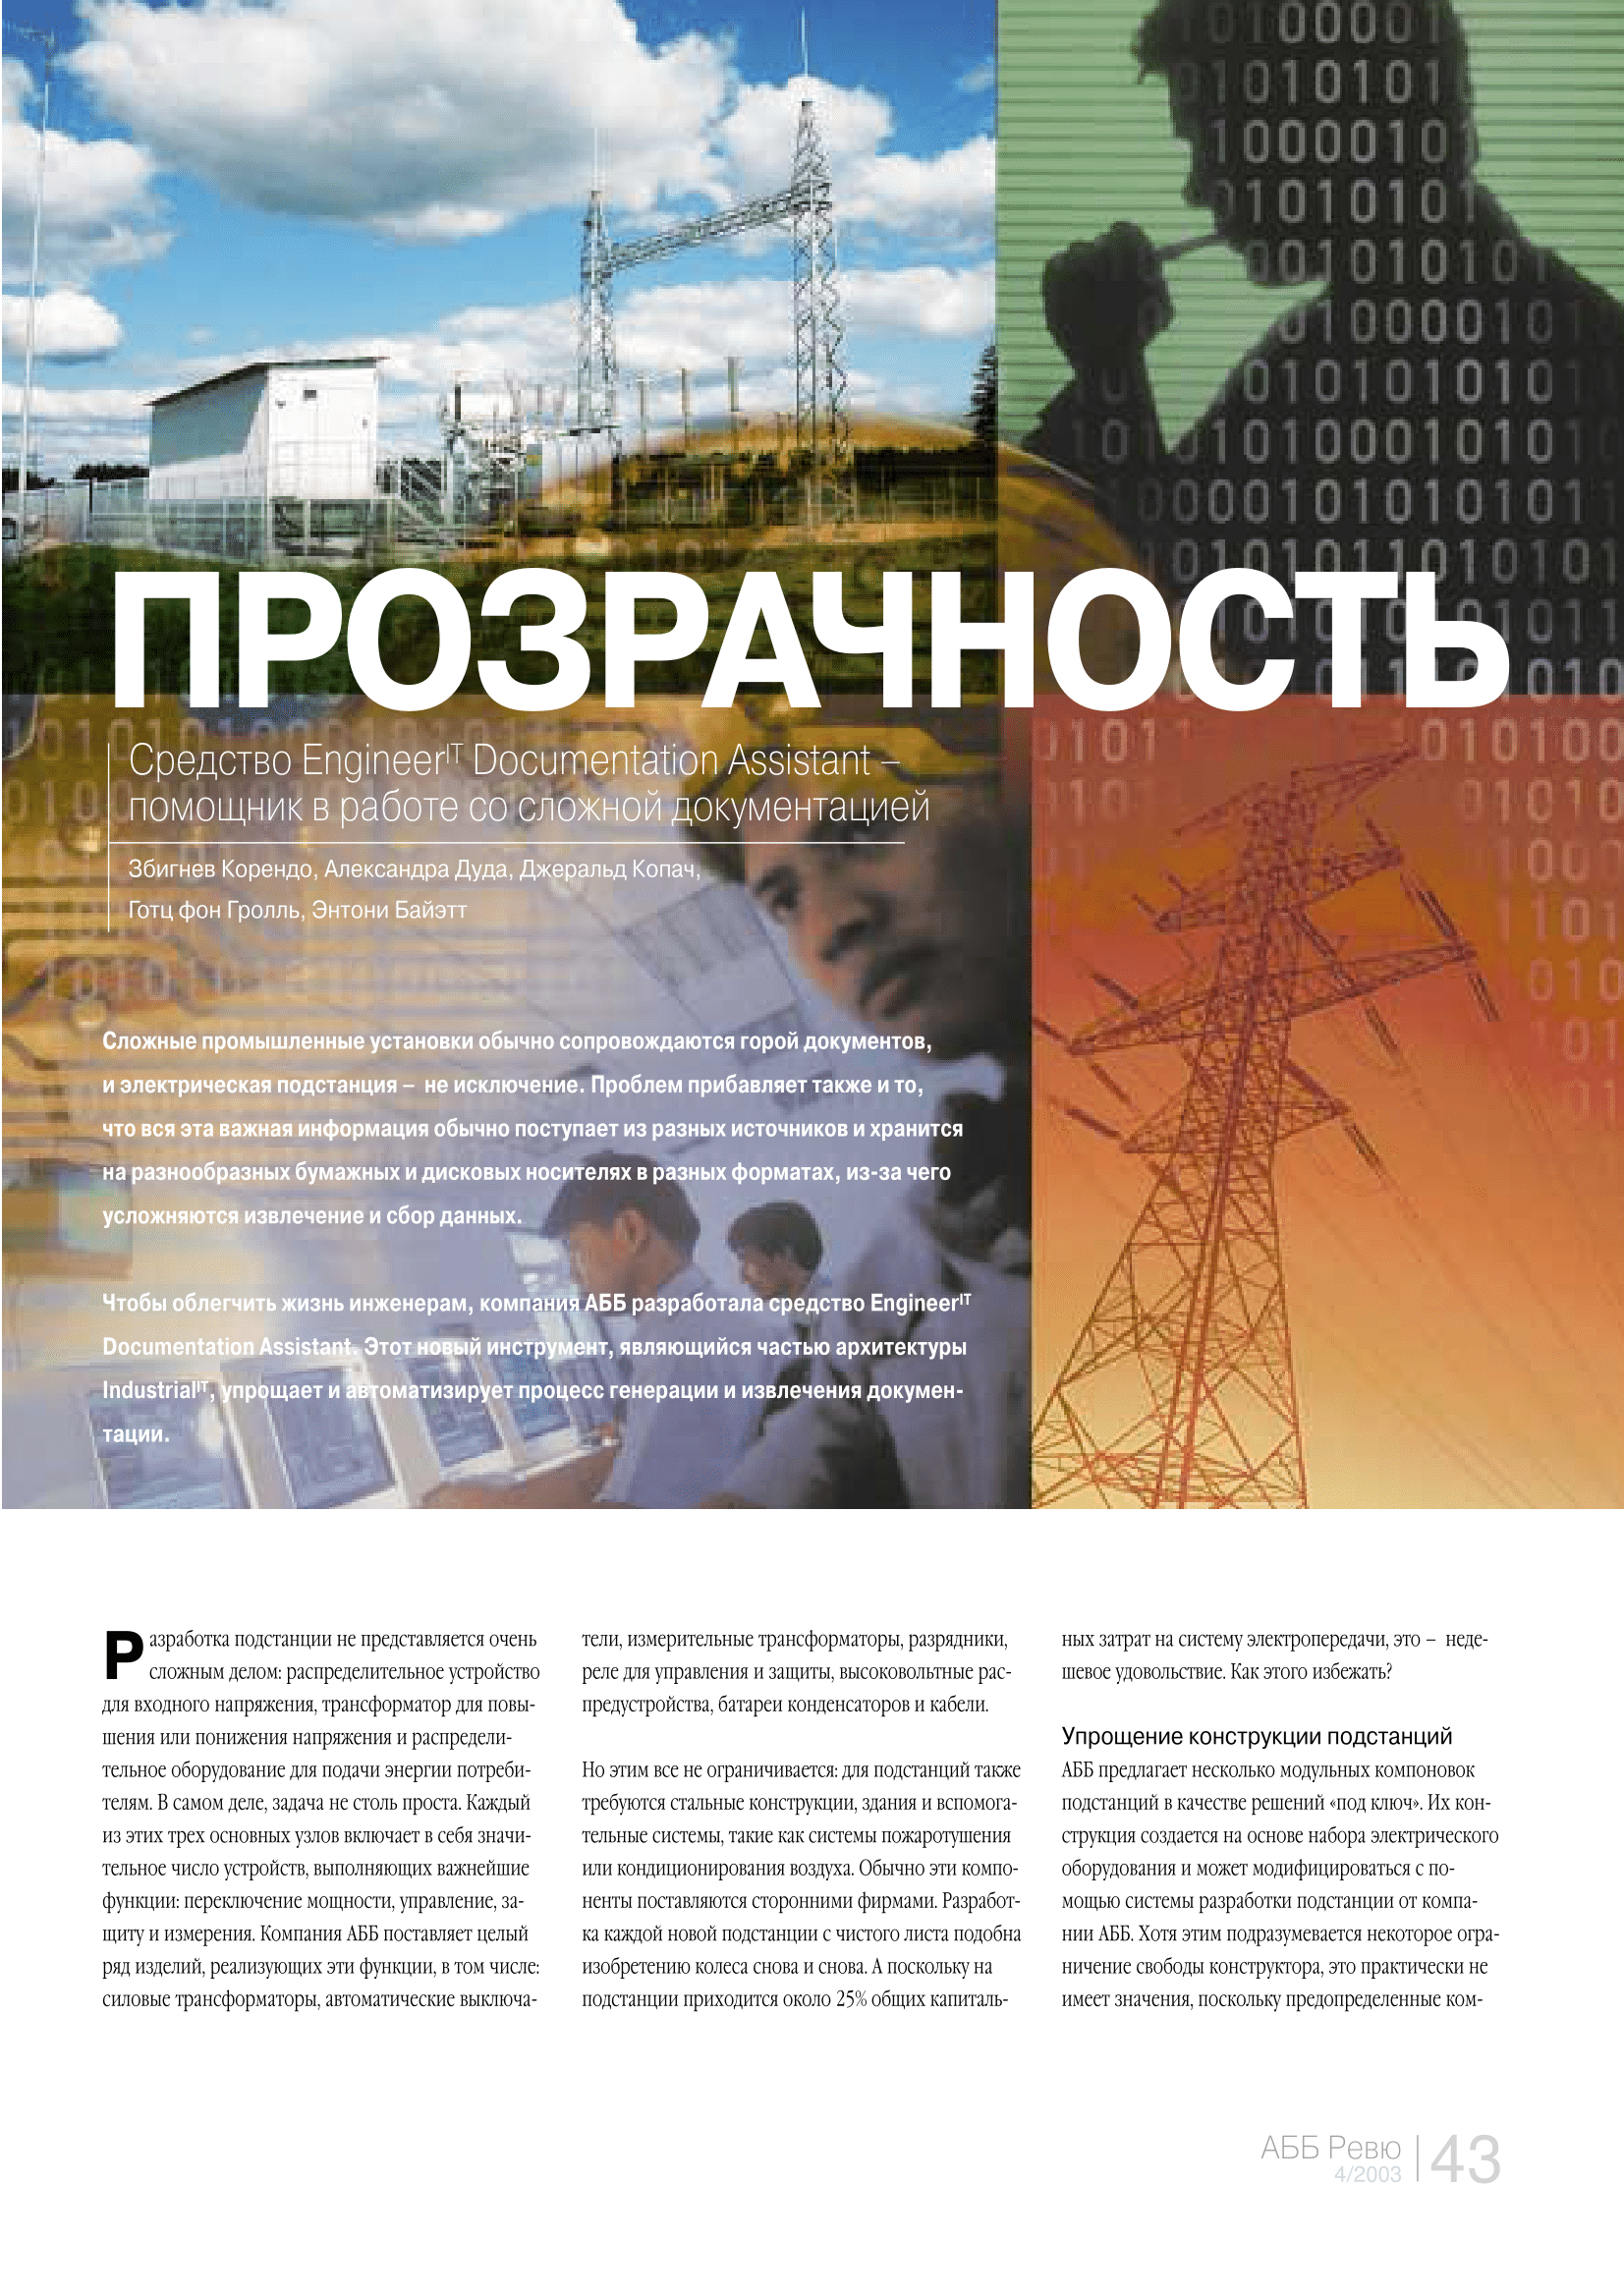 ПРОЗРАЧНОСТЬ
Средство Engineer^IT Documentation Assistant –
помощник в работе со сложной документацией
Збигнев Корендо, Александра Дуда, Джеральд Копач,
Готц фон Гролль, Энтони Байэтт
Сложные промышленные установки обычно сопровождаются горой документов,
и электрическая подстанция – не исключение. Проблем прибавляет также и то,
что вся эта важная информация обычно поступает из разных источников и хранится
на разнообразных бумажных и дисковых носителях в разных форматах, из-за чего
усложняются извлечение и сбор данных.
Чтобы облегчить жизнь инженерам, компания АББ разработала средство Engineer^IT
Documentation Assistant. Этот новый инструмент, являющийся частью архитектуры
Industrial^IT, упрощает и автоматизирует процесс генерации и извлечения докумен-
тации.
Разработка подстанции не представляется очень
сложным делом: распределительное устройство
для входного напряжения, трансформатор для повы-
шения или понижения напряжения и распредели-
тельное оборудование для подачи энергии потреби-
телям. В самом деле, задача не столь проста. Каждый
из этих трех основных узлов включает в себя значи-
тельное число устройств, выполняющих важнейшие
функции: переключение мощности, управление, за-
щиту и измерения. Компания АББ поставляет целый
ряд изделий, реализующих эти функции, в том числе:
силовые трансформаторы, автоматические выключа-
тели, измерительные трансформаторы, разрядники,
реле для управления и защиты, высоковольтные рас-
предустройства, батареи конденсаторов и кабели.
Но этим все не ограничивается: для подстанций также
требуются стальные конструкции, здания и вспомога-
тельные системы, такие как системы пожаротушения
или кондиционирования воздуха. Обычно эти компо-
ненты поставляются сторонними фирмами. Разработ-
ка каждой новой подстанции с чистого листа подобна
изобретению колеса снова и снова. А поскольку на
подстанции приходится около 25% общих капиталь-
ных затрат на систему электропередачи, это – неде-
шевое удовольствие. Как этого избежать?
Упрощение конструкции подстанций
АББ предлагает несколько модульных компоновок
подстанций в качестве решений «под ключ». Их кон-
струкция создается на основе набора электрического
оборудования и может модифицироваться с по-
мощью системы разработки подстанции от компа-
нии АББ. Хотя этим подразумевается некоторое огра-
ничение свободы конструктора, это практически не
имеет значения, поскольку предопределенные ком-
АББ Ревю
4/2003
43